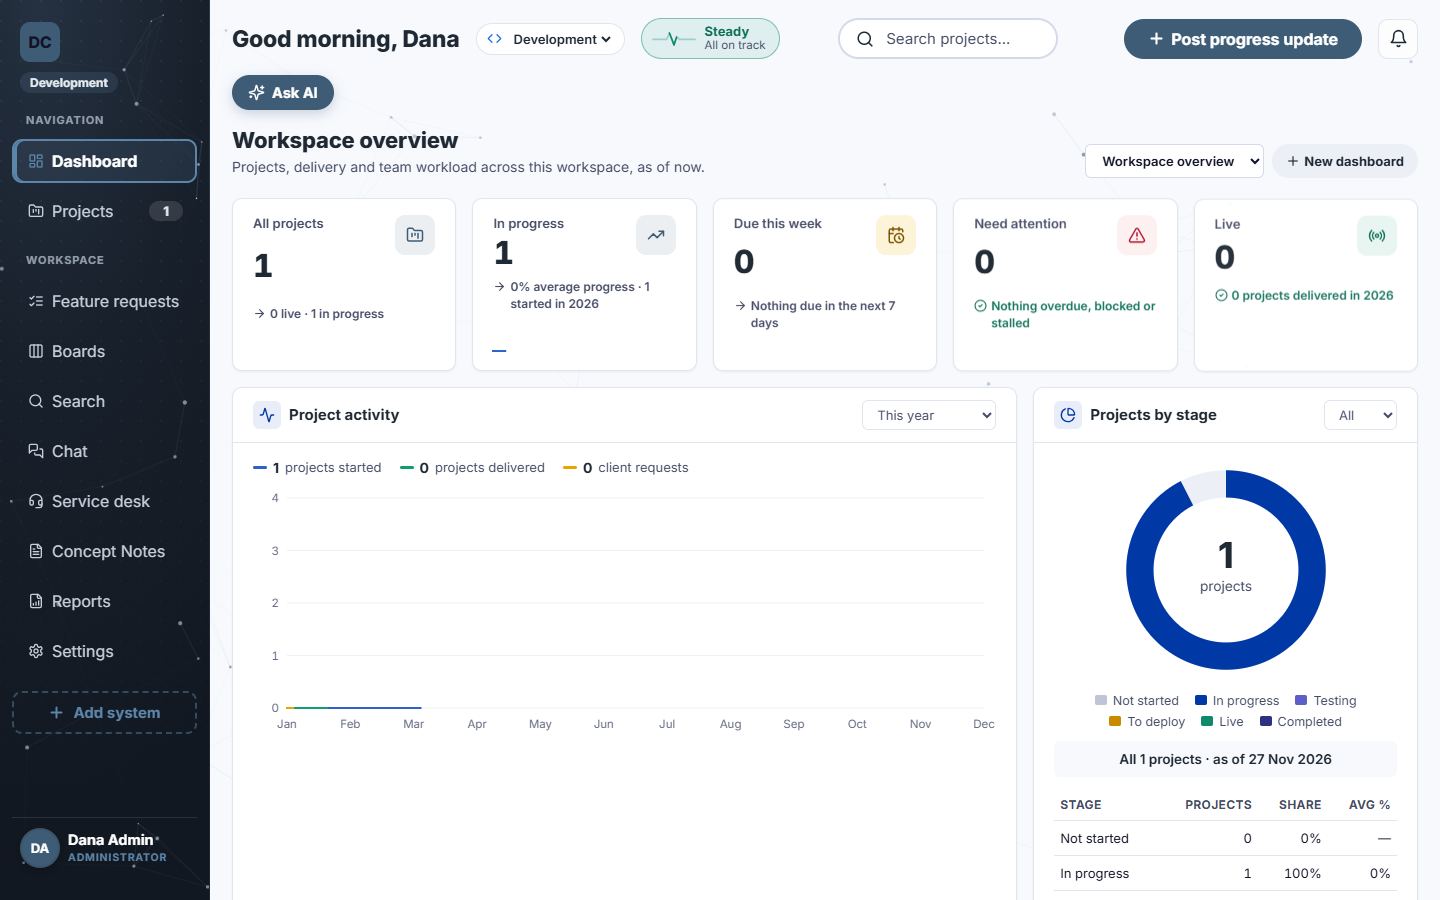 DC
Development
NAVIGATION
Dashboard
Projects 1
WORKSPACE
Feature requests
Boards
Search
Chat
Service desk
Concept Notes
Reports
Settings
+ Add system
DA
Dana Admin
ADMINISTRATOR
Good morning, Dana
Development
Steady
All on track
Search projects...
+ Post progress update
Ask AI
Workspace overview
Projects, delivery and team workload across this workspace, as of now.
Workspace overview
+ New dashboard
All projects
1
→ 0 live · 1 in progress
In progress
1
→ 0% average progress · 1
started in 2026
Due this week
0
→ Nothing due in the next 7
days
Need attention
0
Nothing overdue, blocked or
stalled
Live
0
0 projects delivered in 2026
Project activity
This year
1 projects started 0 projects delivered 0 client requests
4
3
2
1
0
Jan Feb Mar Apr May Jun Jul Aug Sep Oct Nov Dec
Projects by stage
All
1
projects
Not started In progress Testing
To deploy Live Completed
All 1 projects · as of 27 Nov 2026
STAGE PROJECTS SHARE AVG %
Not started 0 0% —
In progress 1 100% 0%